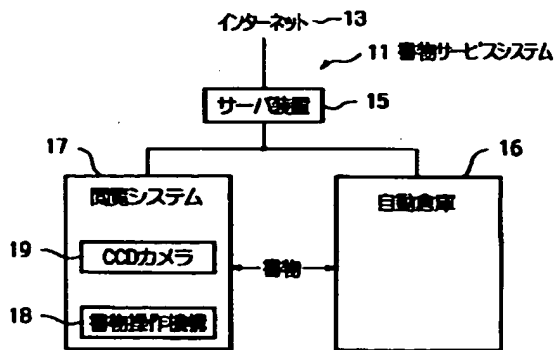 インターネット 13
11 書物サービスシステム
サーバ装置 15
17
16
閲覧システム
自動倉庫
19 CCDカメラ
書物
18 書物操作機構